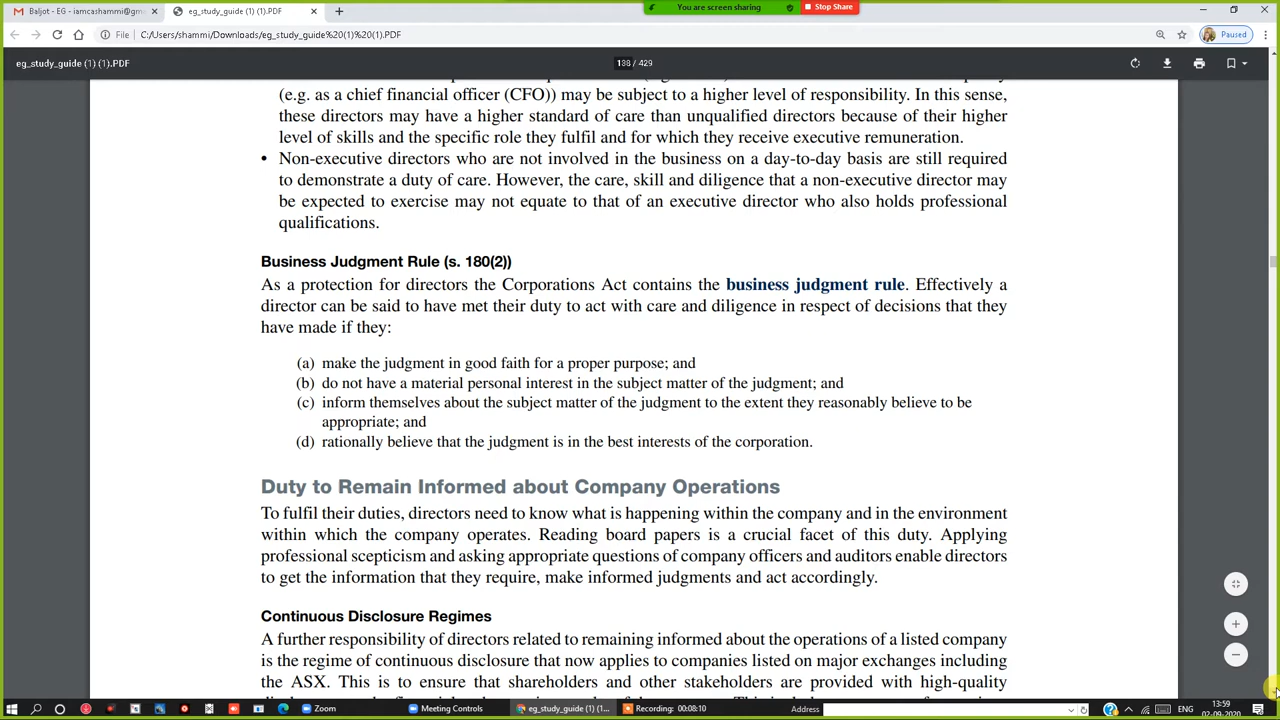 Baljot - EG - iamcashammi@gm
eg_study_guide (1) (1).PDF
You are screen sharing
Stop Share
File
C:/Users/shammi/Downloads/eg_study_guide%20(1)%20(1).PDF
Paused
eg_study_guide (1) (1).PDF
138 / 429
(e.g. as a chief financial officer (CFO)) may be subject to a higher level of responsibility. In this sense,
these directors may have a higher standard of care than unqualified directors because of their higher
level of skills and the specific role they fulfil and for which they receive executive remuneration.
• Non-executive directors who are not involved in the business on a day-to-day basis are still required
to demonstrate a duty of care. However, the care, skill and diligence that a non-executive director may
be expected to exercise may not equate to that of an executive director who also holds professional
qualifications.
Business Judgment Rule (s. 180(2))
As a protection for directors the Corporations Act contains the business judgment rule. Effectively a
director can be said to have met their duty to act with care and diligence in respect of decisions that they
have made if they:
(a) make the judgment in good faith for a proper purpose; and
(b) do not have a material personal interest in the subject matter of the judgment; and
(c) inform themselves about the subject matter of the judgment to the extent they reasonably believe to be
appropriate; and
(d) rationally believe that the judgment is in the best interests of the corporation.
Duty to Remain Informed about Company Operations
To fulfil their duties, directors need to know what is happening within the company and in the environment
within which the company operates. Reading board papers is a crucial facet of this duty. Applying
professional scepticism and asking appropriate questions of company officers and auditors enable directors
to get the information that they require, make informed judgments and act accordingly.
Continuous Disclosure Regimes
A further responsibility of directors related to remaining informed about the operations of a listed company
is the regime of continuous disclosure that now applies to companies listed on major exchanges including
the ASX. This is to ensure that shareholders and other stakeholders are provided with high-quality
Zoom
Meeting Controls
eg_study_guide (1) (1...
Recording: 00:08:10
Address
ENG
13:59
02-09-2020